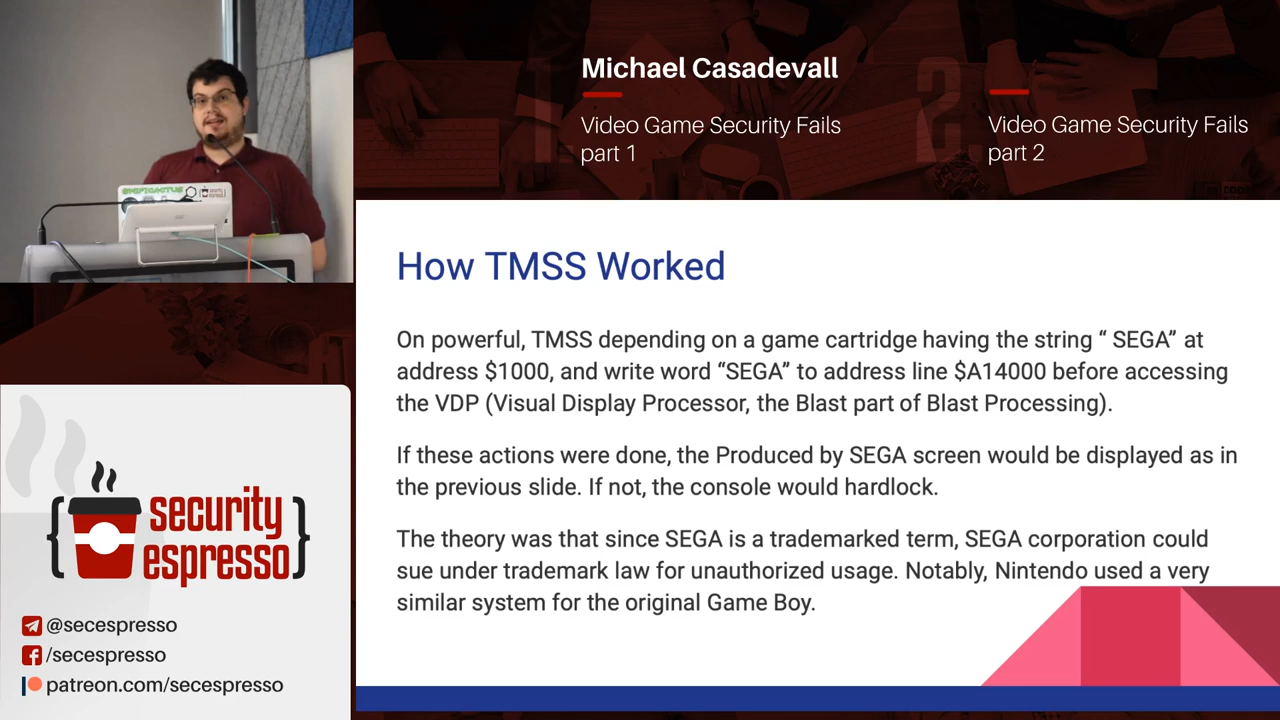 Michael Casadevall
1.
Video Game Security Fails
part 1
2.
Video Game Security Fails
part 2
How TMSS Worked
On powerful, TMSS depending on a game cartridge having the string “ SEGA” at
address $1000, and write word “SEGA” to address line $A14000 before accessing
the VDP (Visual Display Processor, the Blast part of Blast Processing).
If these actions were done, the Produced by SEGA screen would be displayed as in
the previous slide. If not, the console would hardlock.
The theory was that since SEGA is a trademarked term, SEGA corporation could
sue under trademark law for unauthorized usage. Notably, Nintendo used a very
similar system for the original Game Boy.
{security
espresso}
@secespresso
/secespresso
patreon.com/secespresso